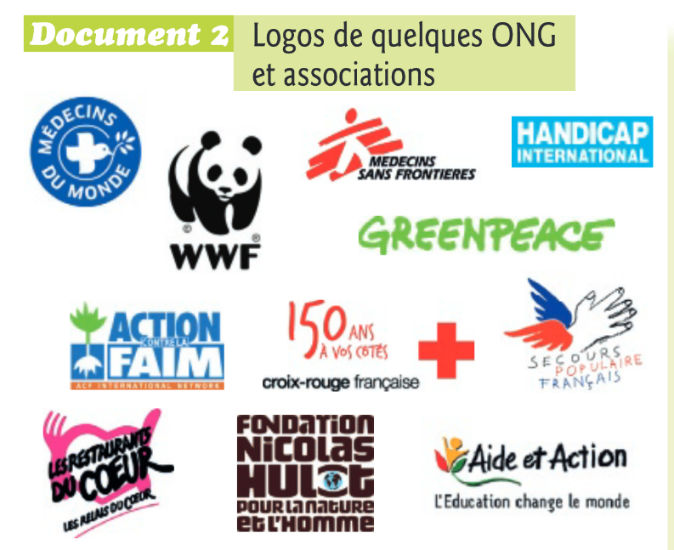 Document 2
Logos de quelques ONG
et associations
MÉDECINS
DU MONDE
©
WWF
®
MEDECINS
SANS FRONTIERES
HANDICAP
INTERNATIONAL
GREENPEACE
ACTION
CONTRE LA
FAIM
ACF INTERNATIONAL NETWORK
150 ANS
À VOS CÔTÉS
croix-rouge française
SECOURS
POPULAIRE
FRANÇAIS
LES RESTAURANTS
DU COEUR
LES RELAIS DU COEUR
FONDATION
NICOLAS
HULOT
POUR LA NATURE
ET L'HOMME
Aide et Action
L'Education change le monde